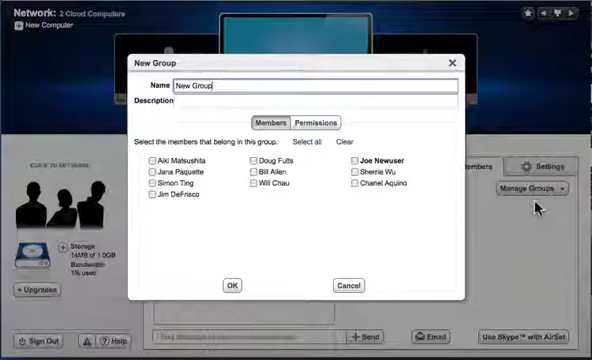 Network: 2 Cloud Computers
New Computer
New Group
Name New Group
Description
Members Permissions
Select the members that belong in this group. Select all Clear
Aiki Matsushita Doug Fults Joe Newuser
Jana Paquette Bill Allen Sherrie Wu
Simon Ting Will Chau Chanel Aquino
Jim DeFrisco
OK Cancel
Members Settings
Manage Groups
Storage
14MB of 1.0GB
Bandwidth
1% used
+ Upgrades
Sign Out Help
Send Email Use Skype™ with AirSet